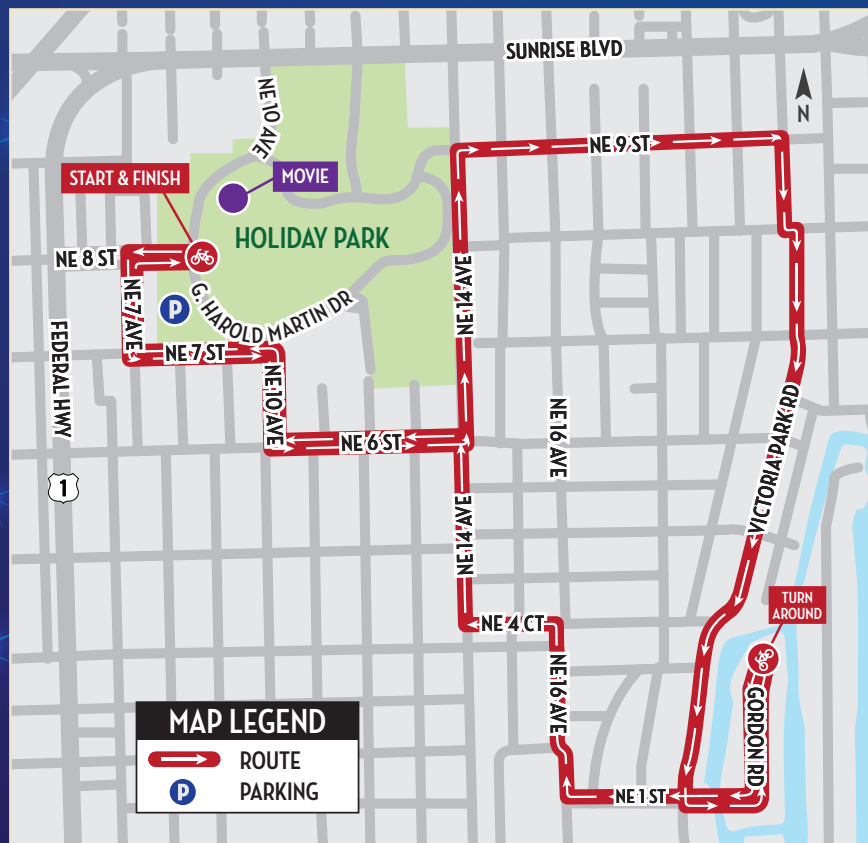 SUNRISE BLVD
N
NE 10 AVE
NE 9 ST
START & FINISH
MOVIE
HOLIDAY PARK
NE 8 ST
NE 7 AVE
P
G. HAROLD MARTIN DR
NE 14 AVE
FEDERAL HWY
NE 7 ST
NE 10 AVE
NE 16 AVE
VICTORIA PARK RD
NE 6 ST
1
NE 14 AVE
TURN
AROUND
NE 4 CT
NE 16 AVE
GORDON RD
NE 1 ST
MAP LEGEND
ROUTE
P PARKING